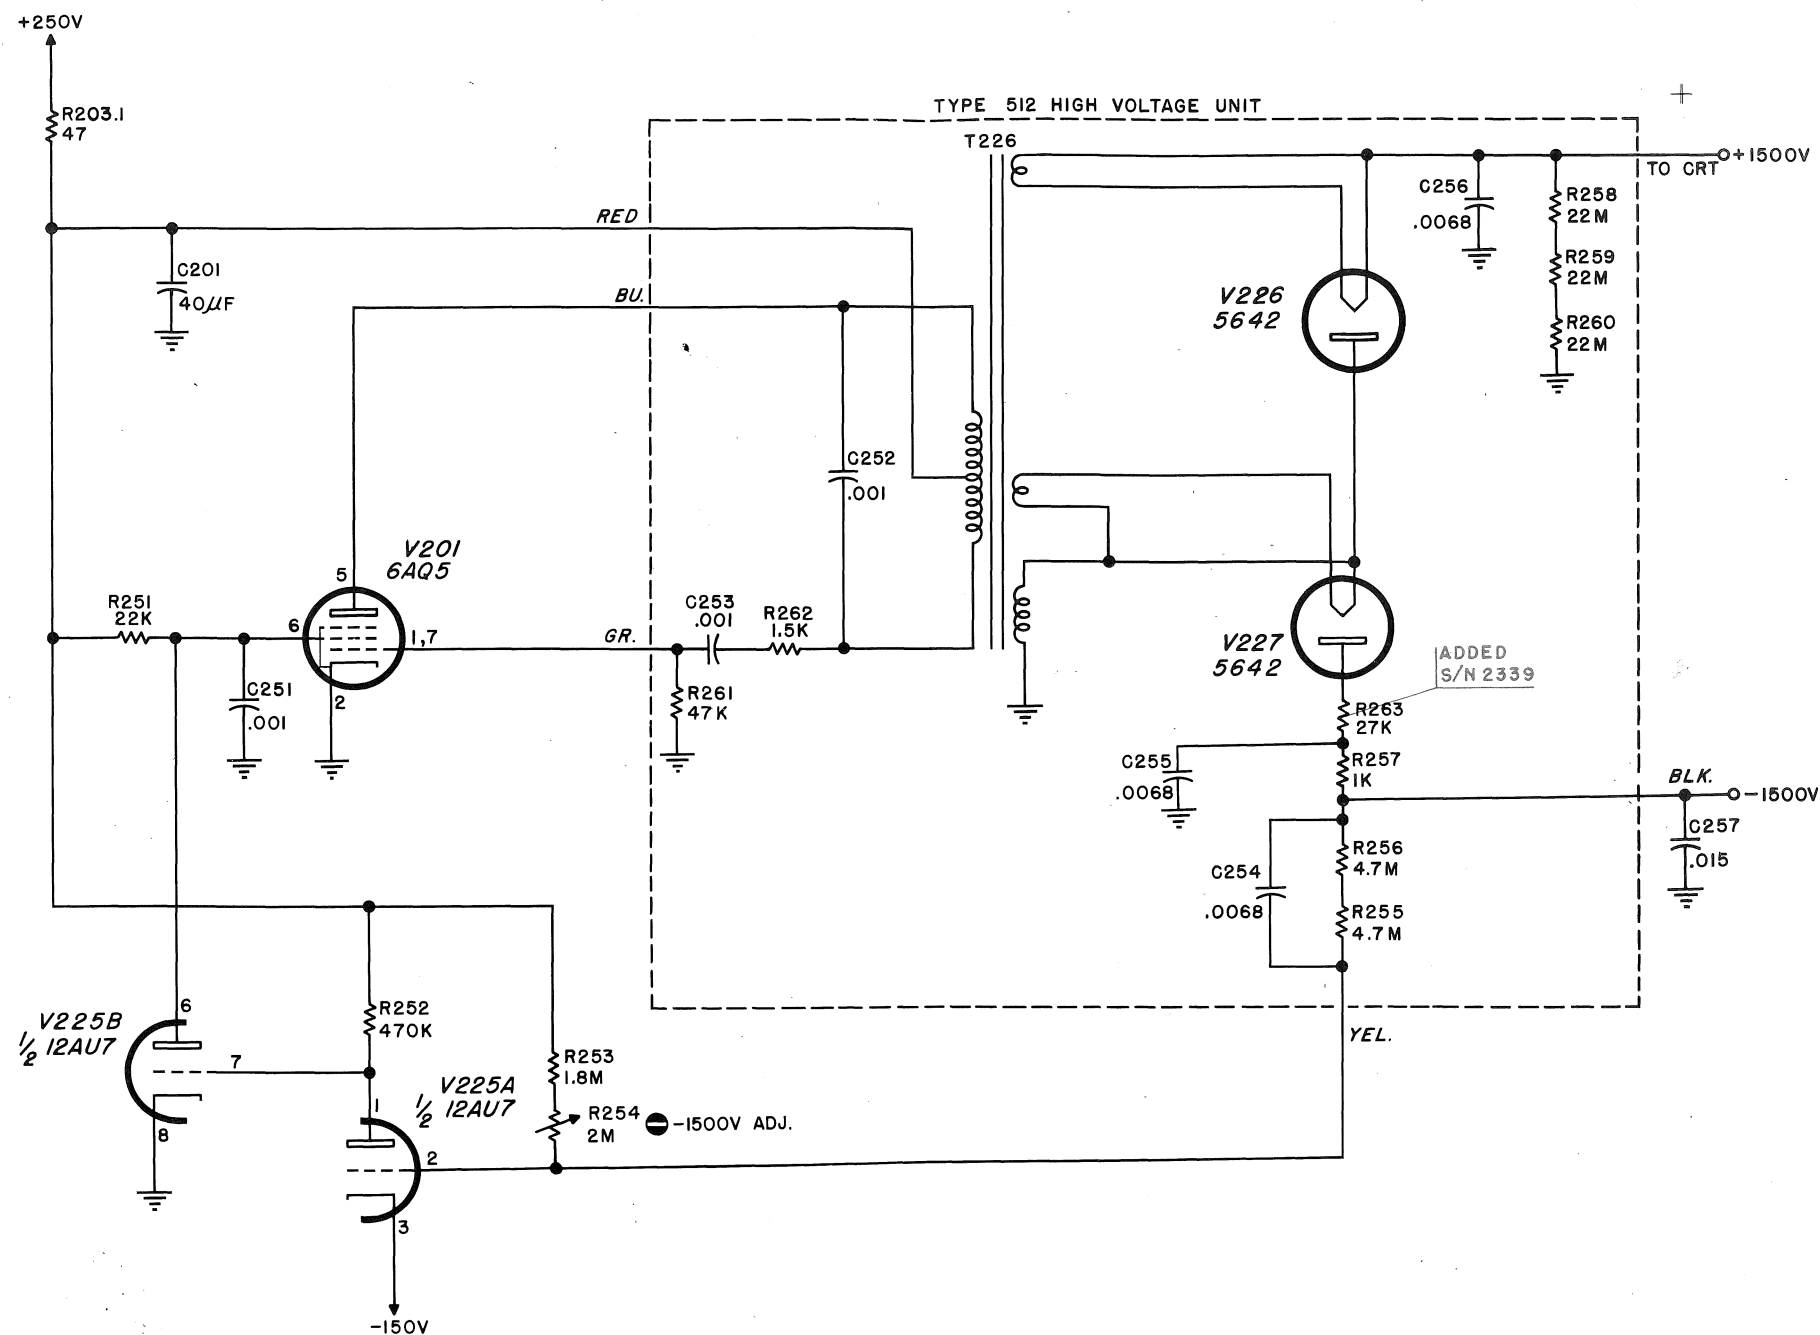 +250V
R203.1
47
TYPE 512 HIGH VOLTAGE UNIT
T226
+1500V
TO CRT
C256
.0068
R258
22M
RED
C201
40µF
R259
22M
BU.
V226
5642
R260
22M
C252
.001
V201
6AQ5
5
R251
22K
6
1,7
GR.
C253
.001
R262
1.5K
V227
5642
ADDED
S/N 2339
C251
.001
2
R261
47K
R263
27K
C255
.0068
R257
1K
BLK.
-1500V
C257
.015
R256
4.7M
C254
.0068
R255
4.7M
6
R252
470K
V225B
1/2 12AU7
YEL.
7
R253
1.8M
V225A
1/2 12AU7
1
R254
2M
-1500V ADJ.
8
2
3
-150V